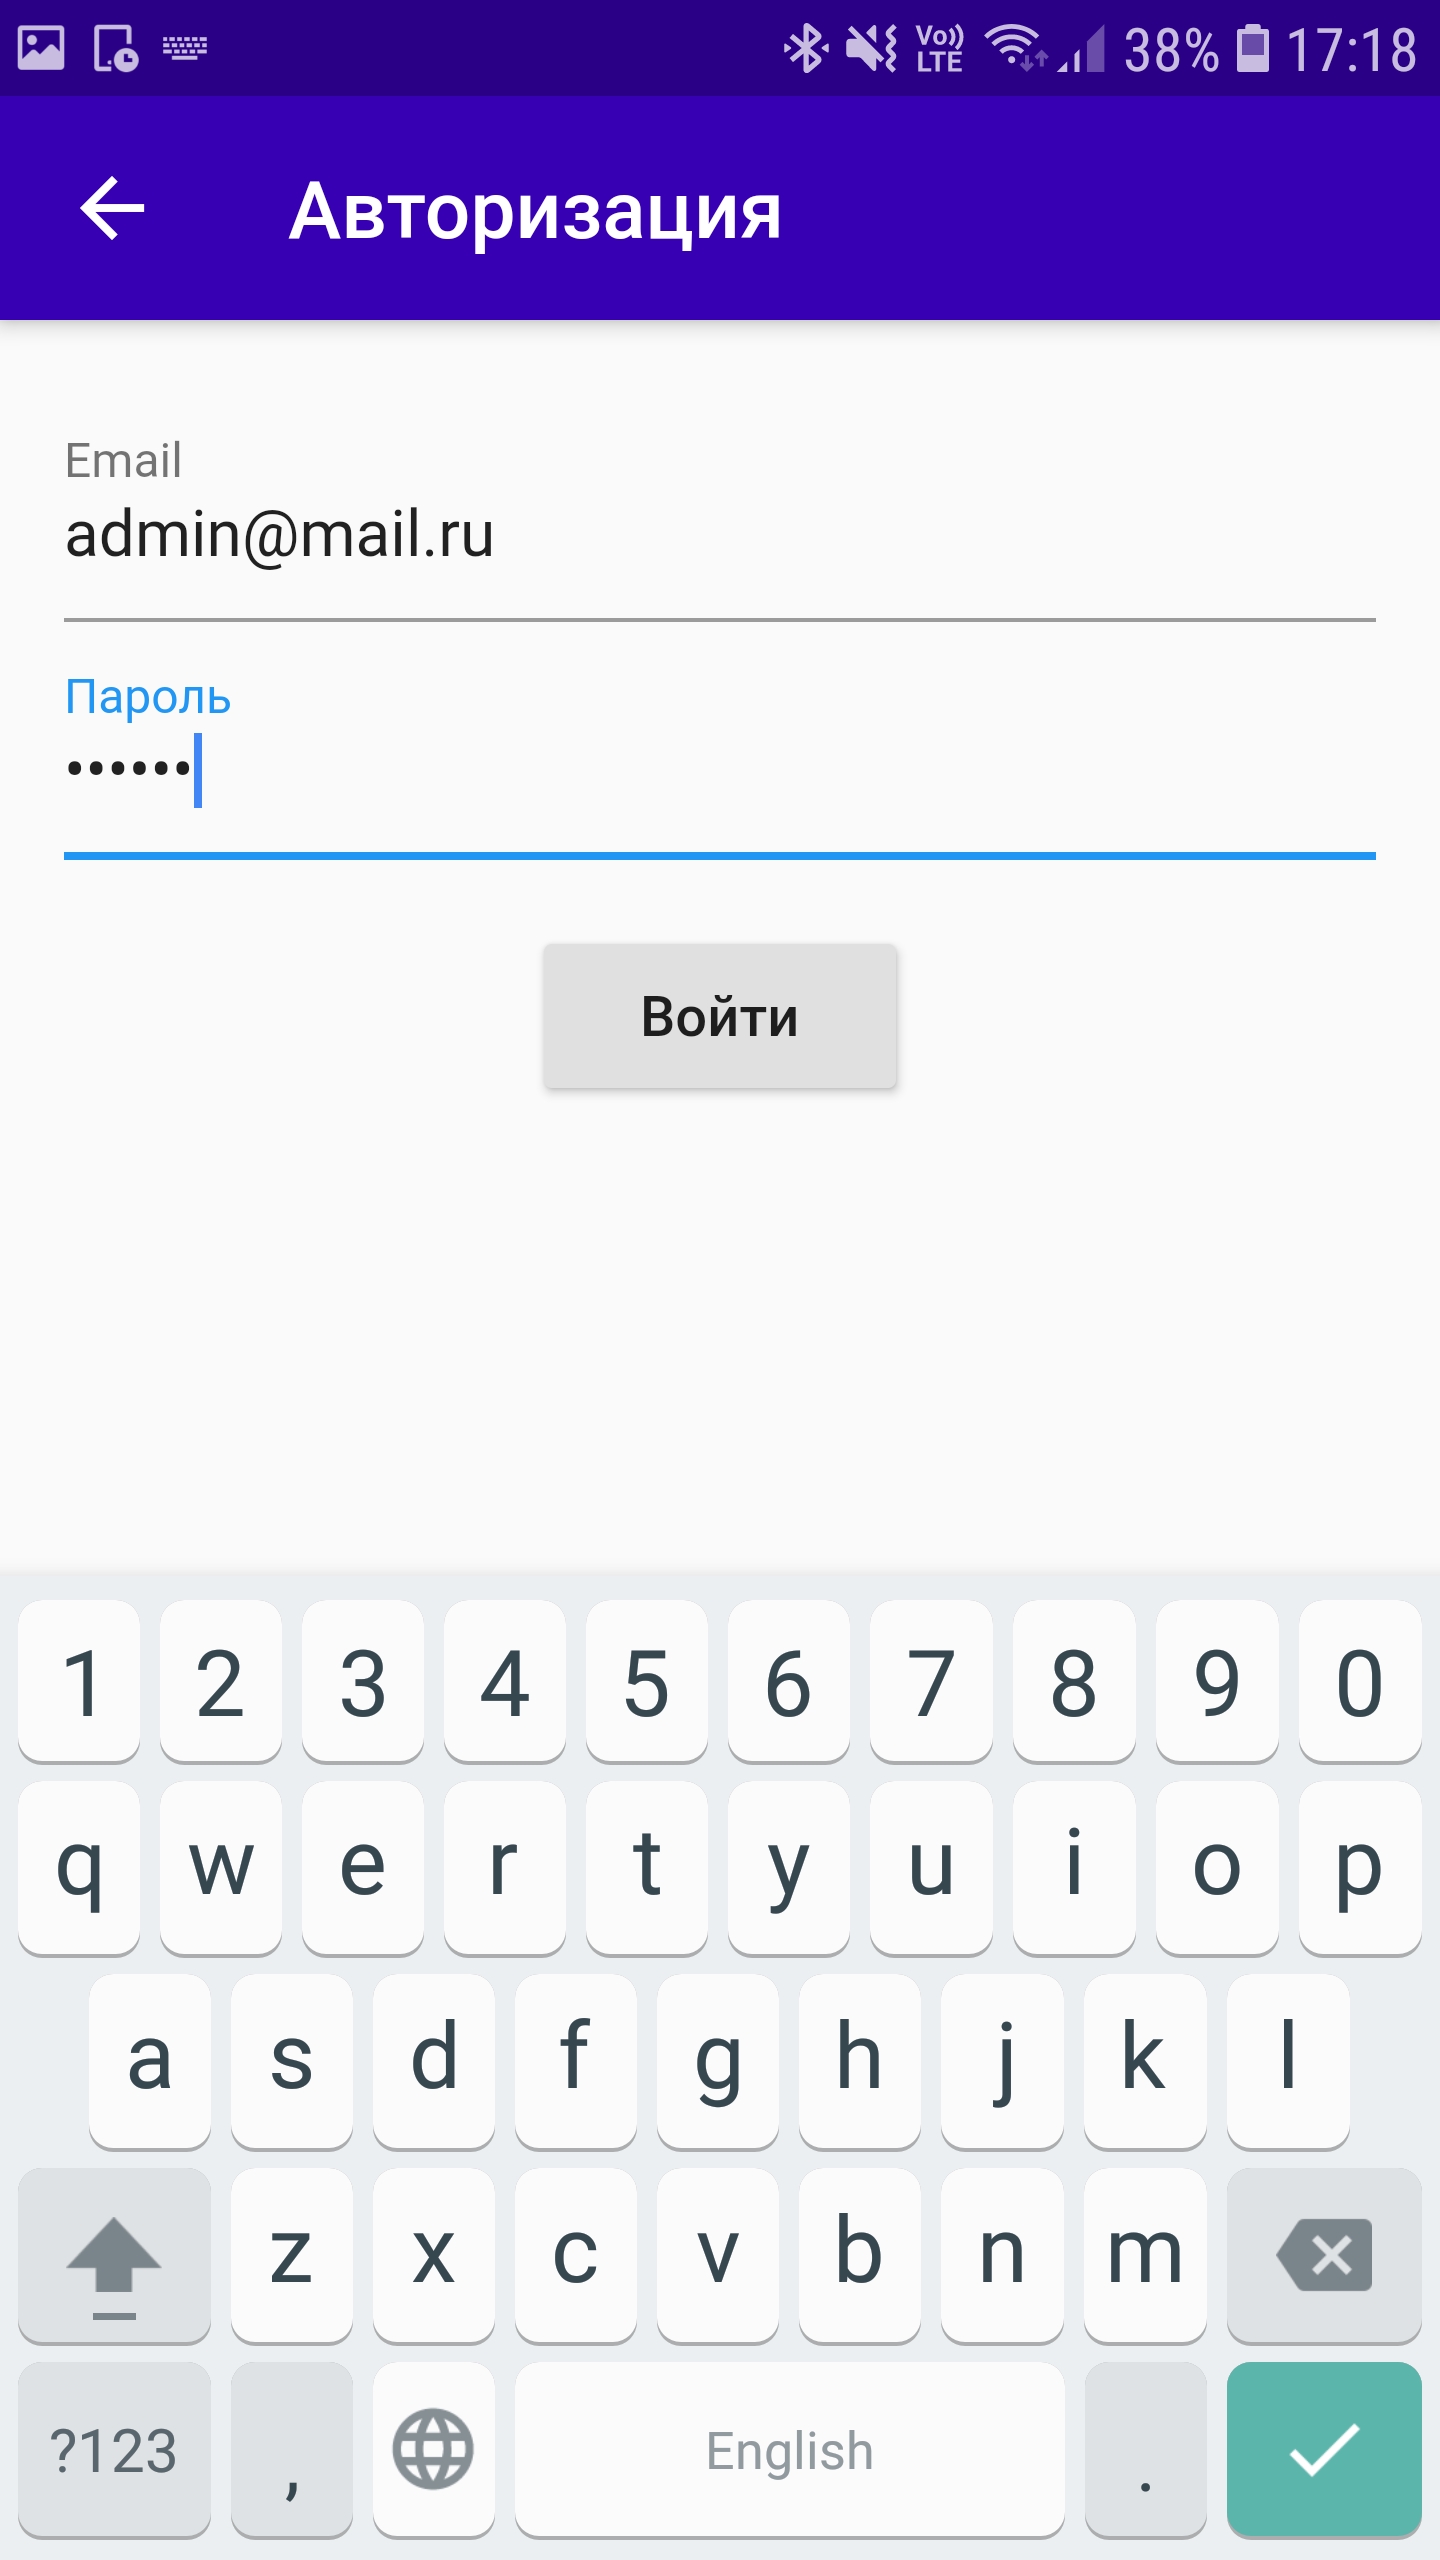 Vo)) LTE 38% 17:18
Авторизация
Email
admin@mail.ru
Пароль
••••••
Войти
1 2 3 4 5 6 7 8 9 0
q w e r t y u i o p
a s d f g h j k l
z x c v b n m
?123 , English .